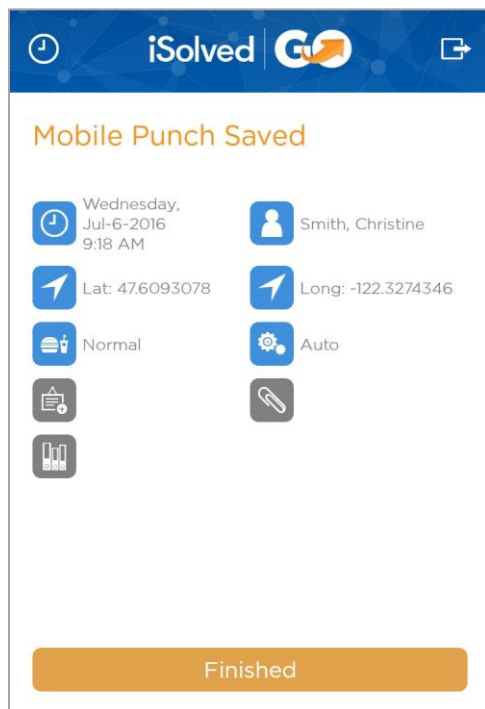 iSolved GO
Mobile Punch Saved
Wednesday,
Jul-6-2016
9:18 AM
Smith, Christine
Lat: 47.6093078
Long: -122.3274346
Normal
Auto
Finished